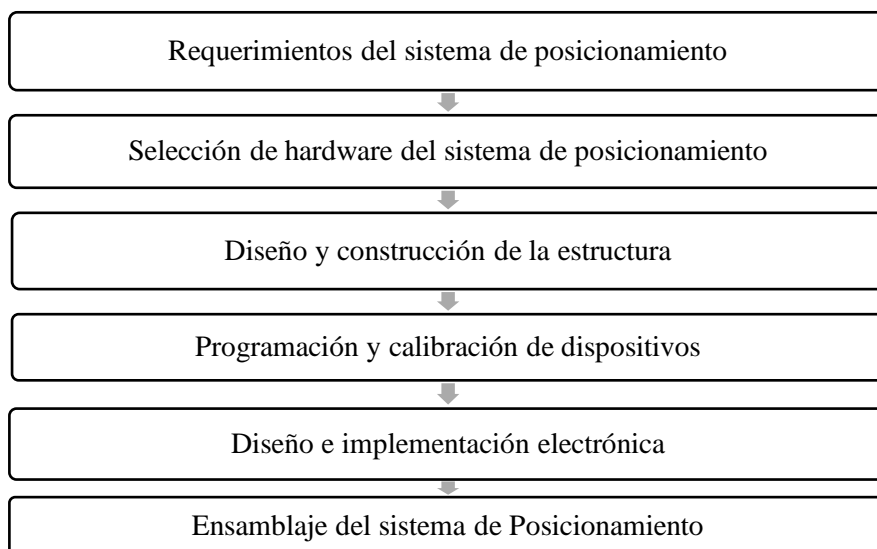 Requerimientos del sistema de posicionamiento
Selección de hardware del sistema de posicionamiento
Diseño y construcción de la estructura
Programación y calibración de dispositivos
Diseño e implementación electrónica
Ensamblaje del sistema de Posicionamiento